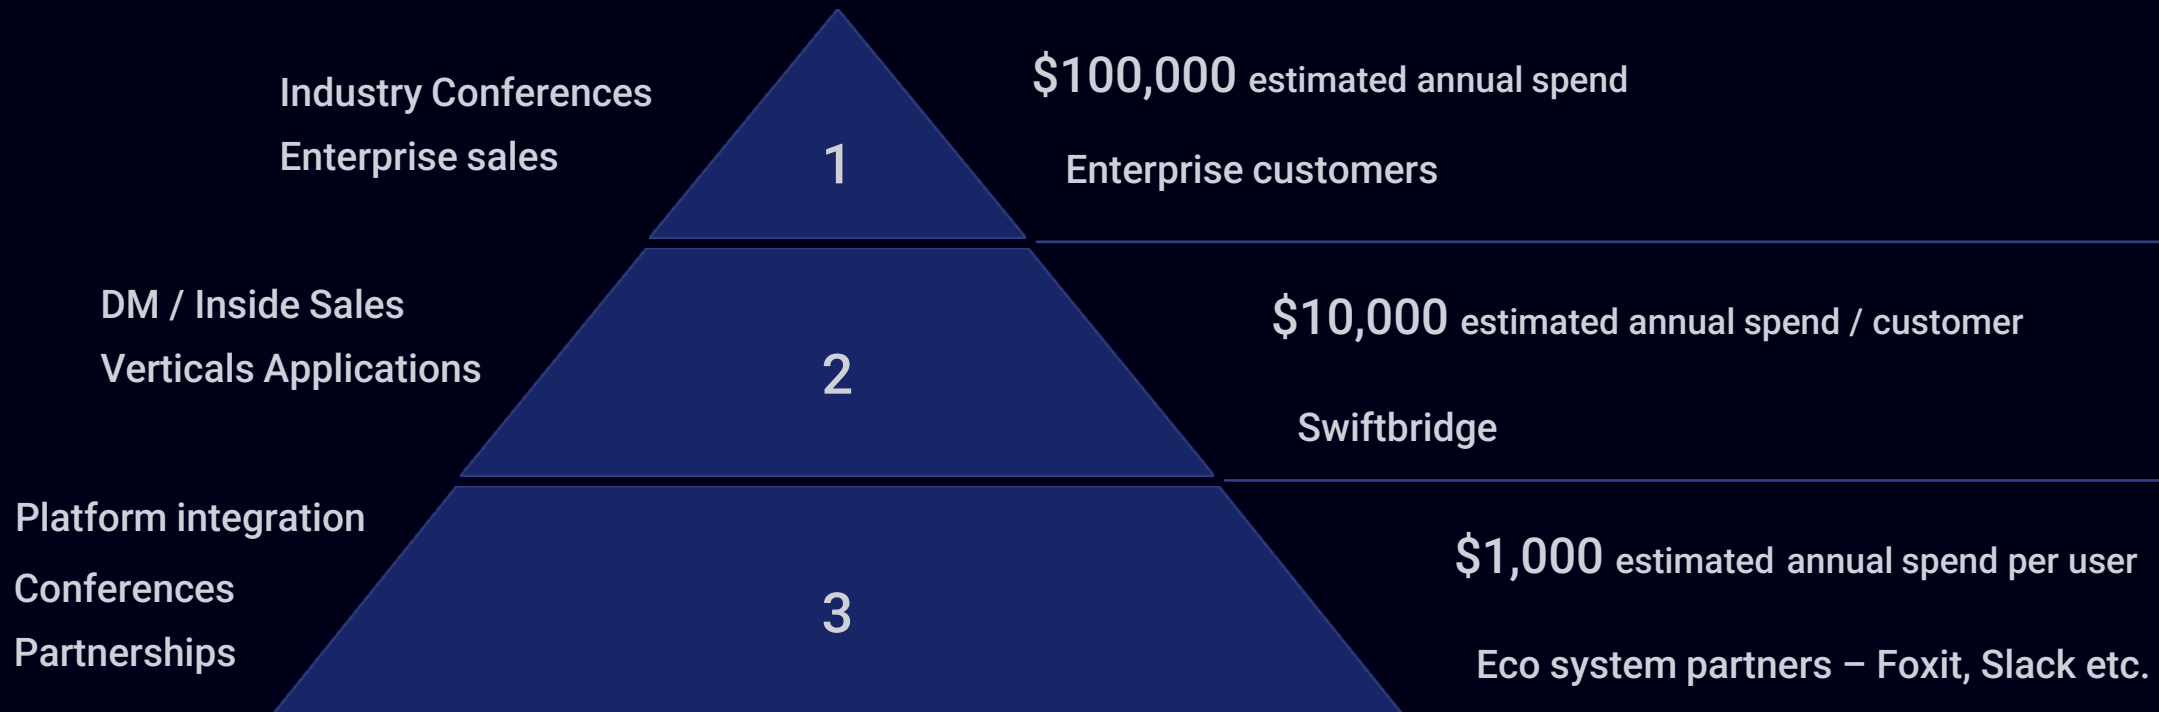 Industry Conferences
Enterprise sales
1
$100,000 estimated annual spend
Enterprise customers
DM / Inside Sales
Verticals Applications
2
$10,000 estimated annual spend / customer
Swiftbridge
Platform integration
Conferences
Partnerships
3
$1,000 estimated annual spend per user
Eco system partners – Foxit, Slack etc.